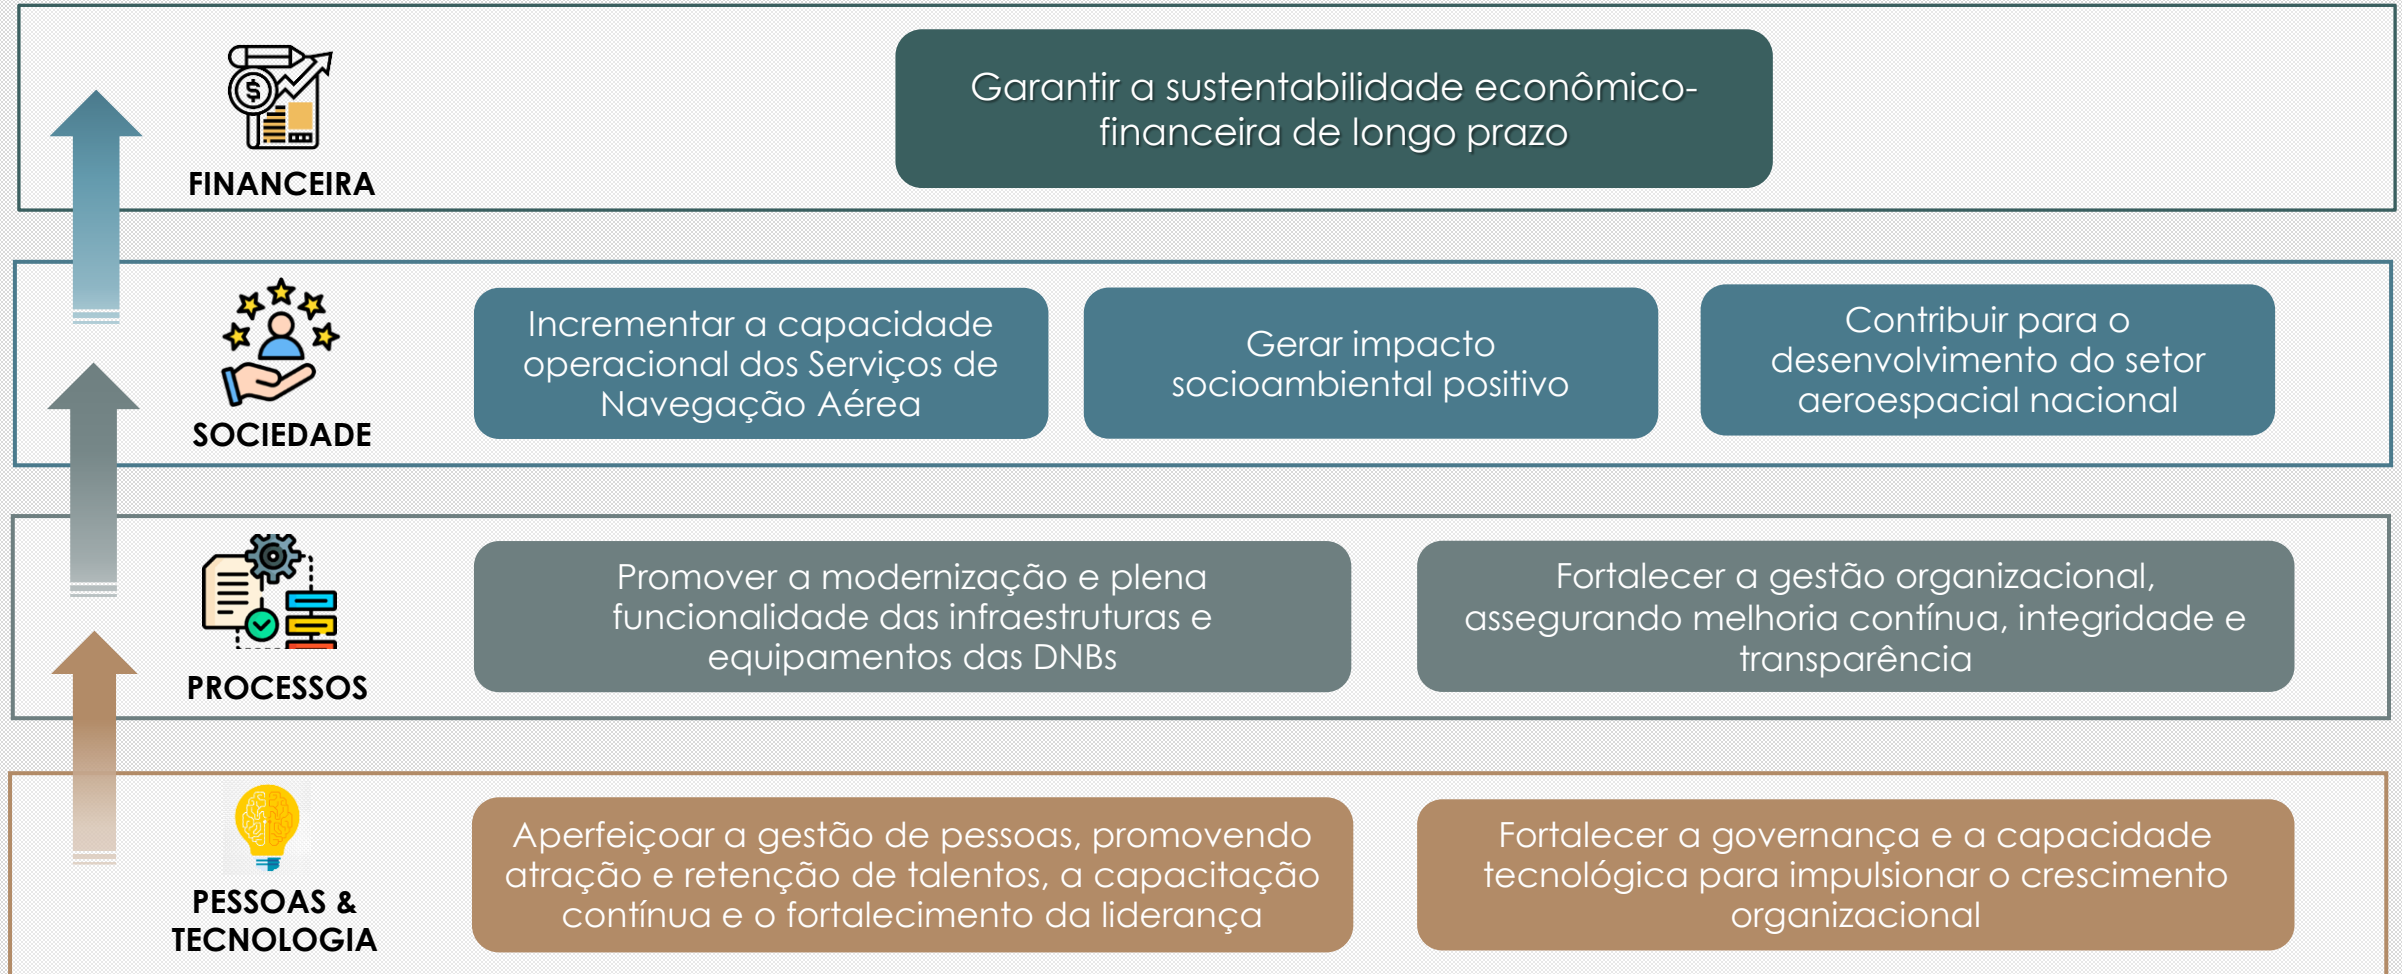 FINANCEIRA
Garantir a sustentabilidade econômico-
financeira de longo prazo
SOCIEDADE
Incrementar a capacidade
operacional dos Serviços de
Navegação Aérea
Gerar impacto
socioambiental positivo
Contribuir para o
desenvolvimento do setor
aeroespacial nacional
PROCESSOS
Promover a modernização e plena
funcionalidade das infraestruturas e
equipamentos das DNBs
Fortalecer a gestão organizacional,
assegurando melhoria contínua, integridade e
transparência
PESSOAS &
TECNOLOGIA
Aperfeiçoar a gestão de pessoas, promovendo
atração e retenção de talentos, a capacitação
contínua e o fortalecimento da liderança
Fortalecer a governança e a capacidade
tecnológica para impulsionar o crescimento
organizacional